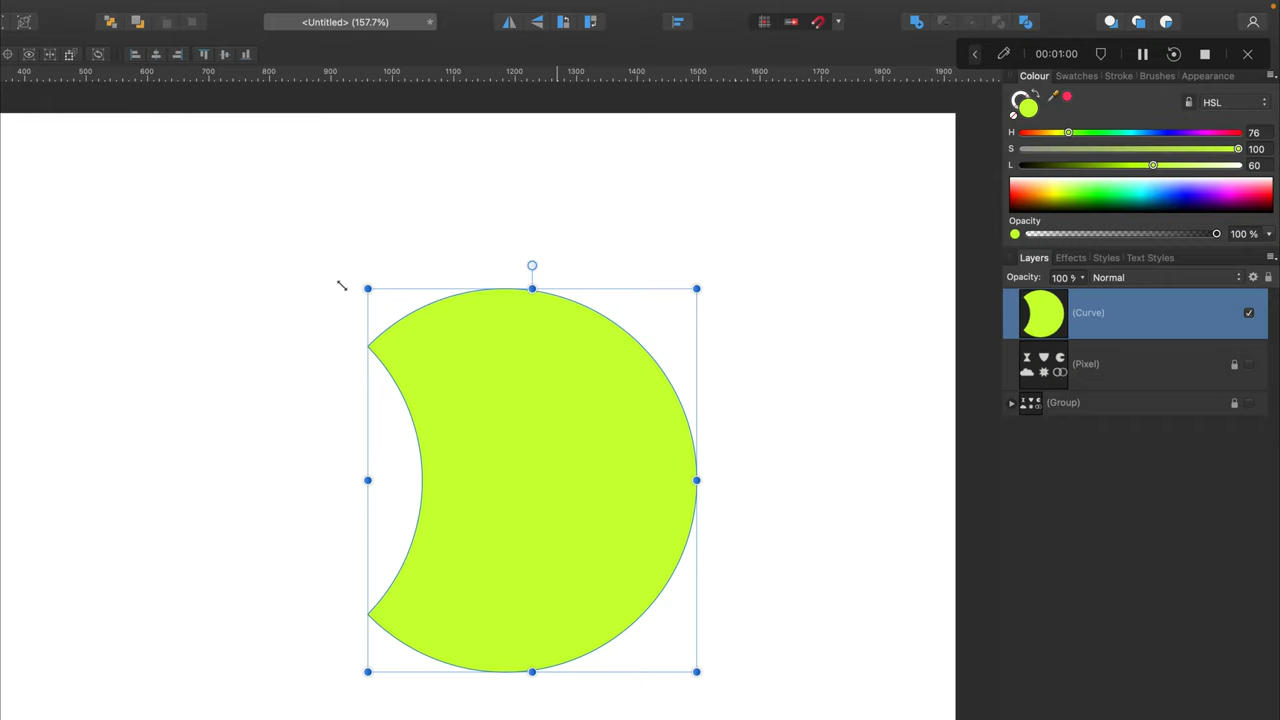 <Untitled> (157.7%) *
00:01:00
400 500 600 700 800 900 1000 1100 1200 1300 1400 1500 1600 1700 1800 1900
Colour Swatches Stroke Brushes Appearance
HSL
H 76
S 100
L 60
Opacity
100 %
Layers Effects Styles Text Styles
Opacity: 100 % Normal
(Curve)
(Pixel)
(Group)